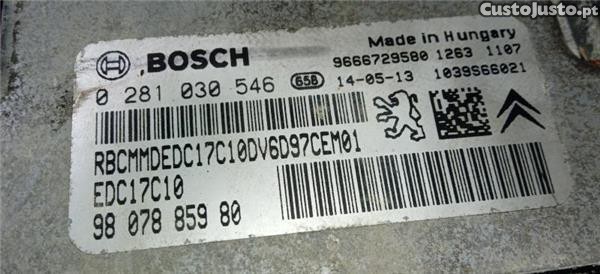 CustoJusto.pt
BOSCH
Made in Hungary
9666729580 1263 1107
0 281 030 546 658 14-05-13 1039S66021
RBCMMDEDC17C10DV6D97CEM01
EDC17C10
98 078 859 80